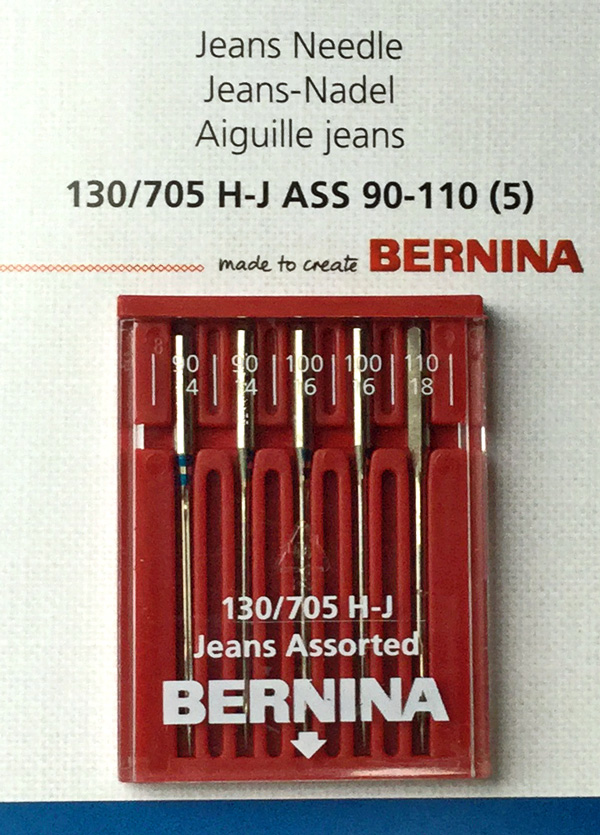 Jeans Needle
Jeans-Nadel
Aiguille jeans
130/705 H-J ASS 90-110 (5)
made to create BERNINA
90 90 100 100 110
14 14 16 16 18
130/705 H-J
Jeans Assorted
BERNINA